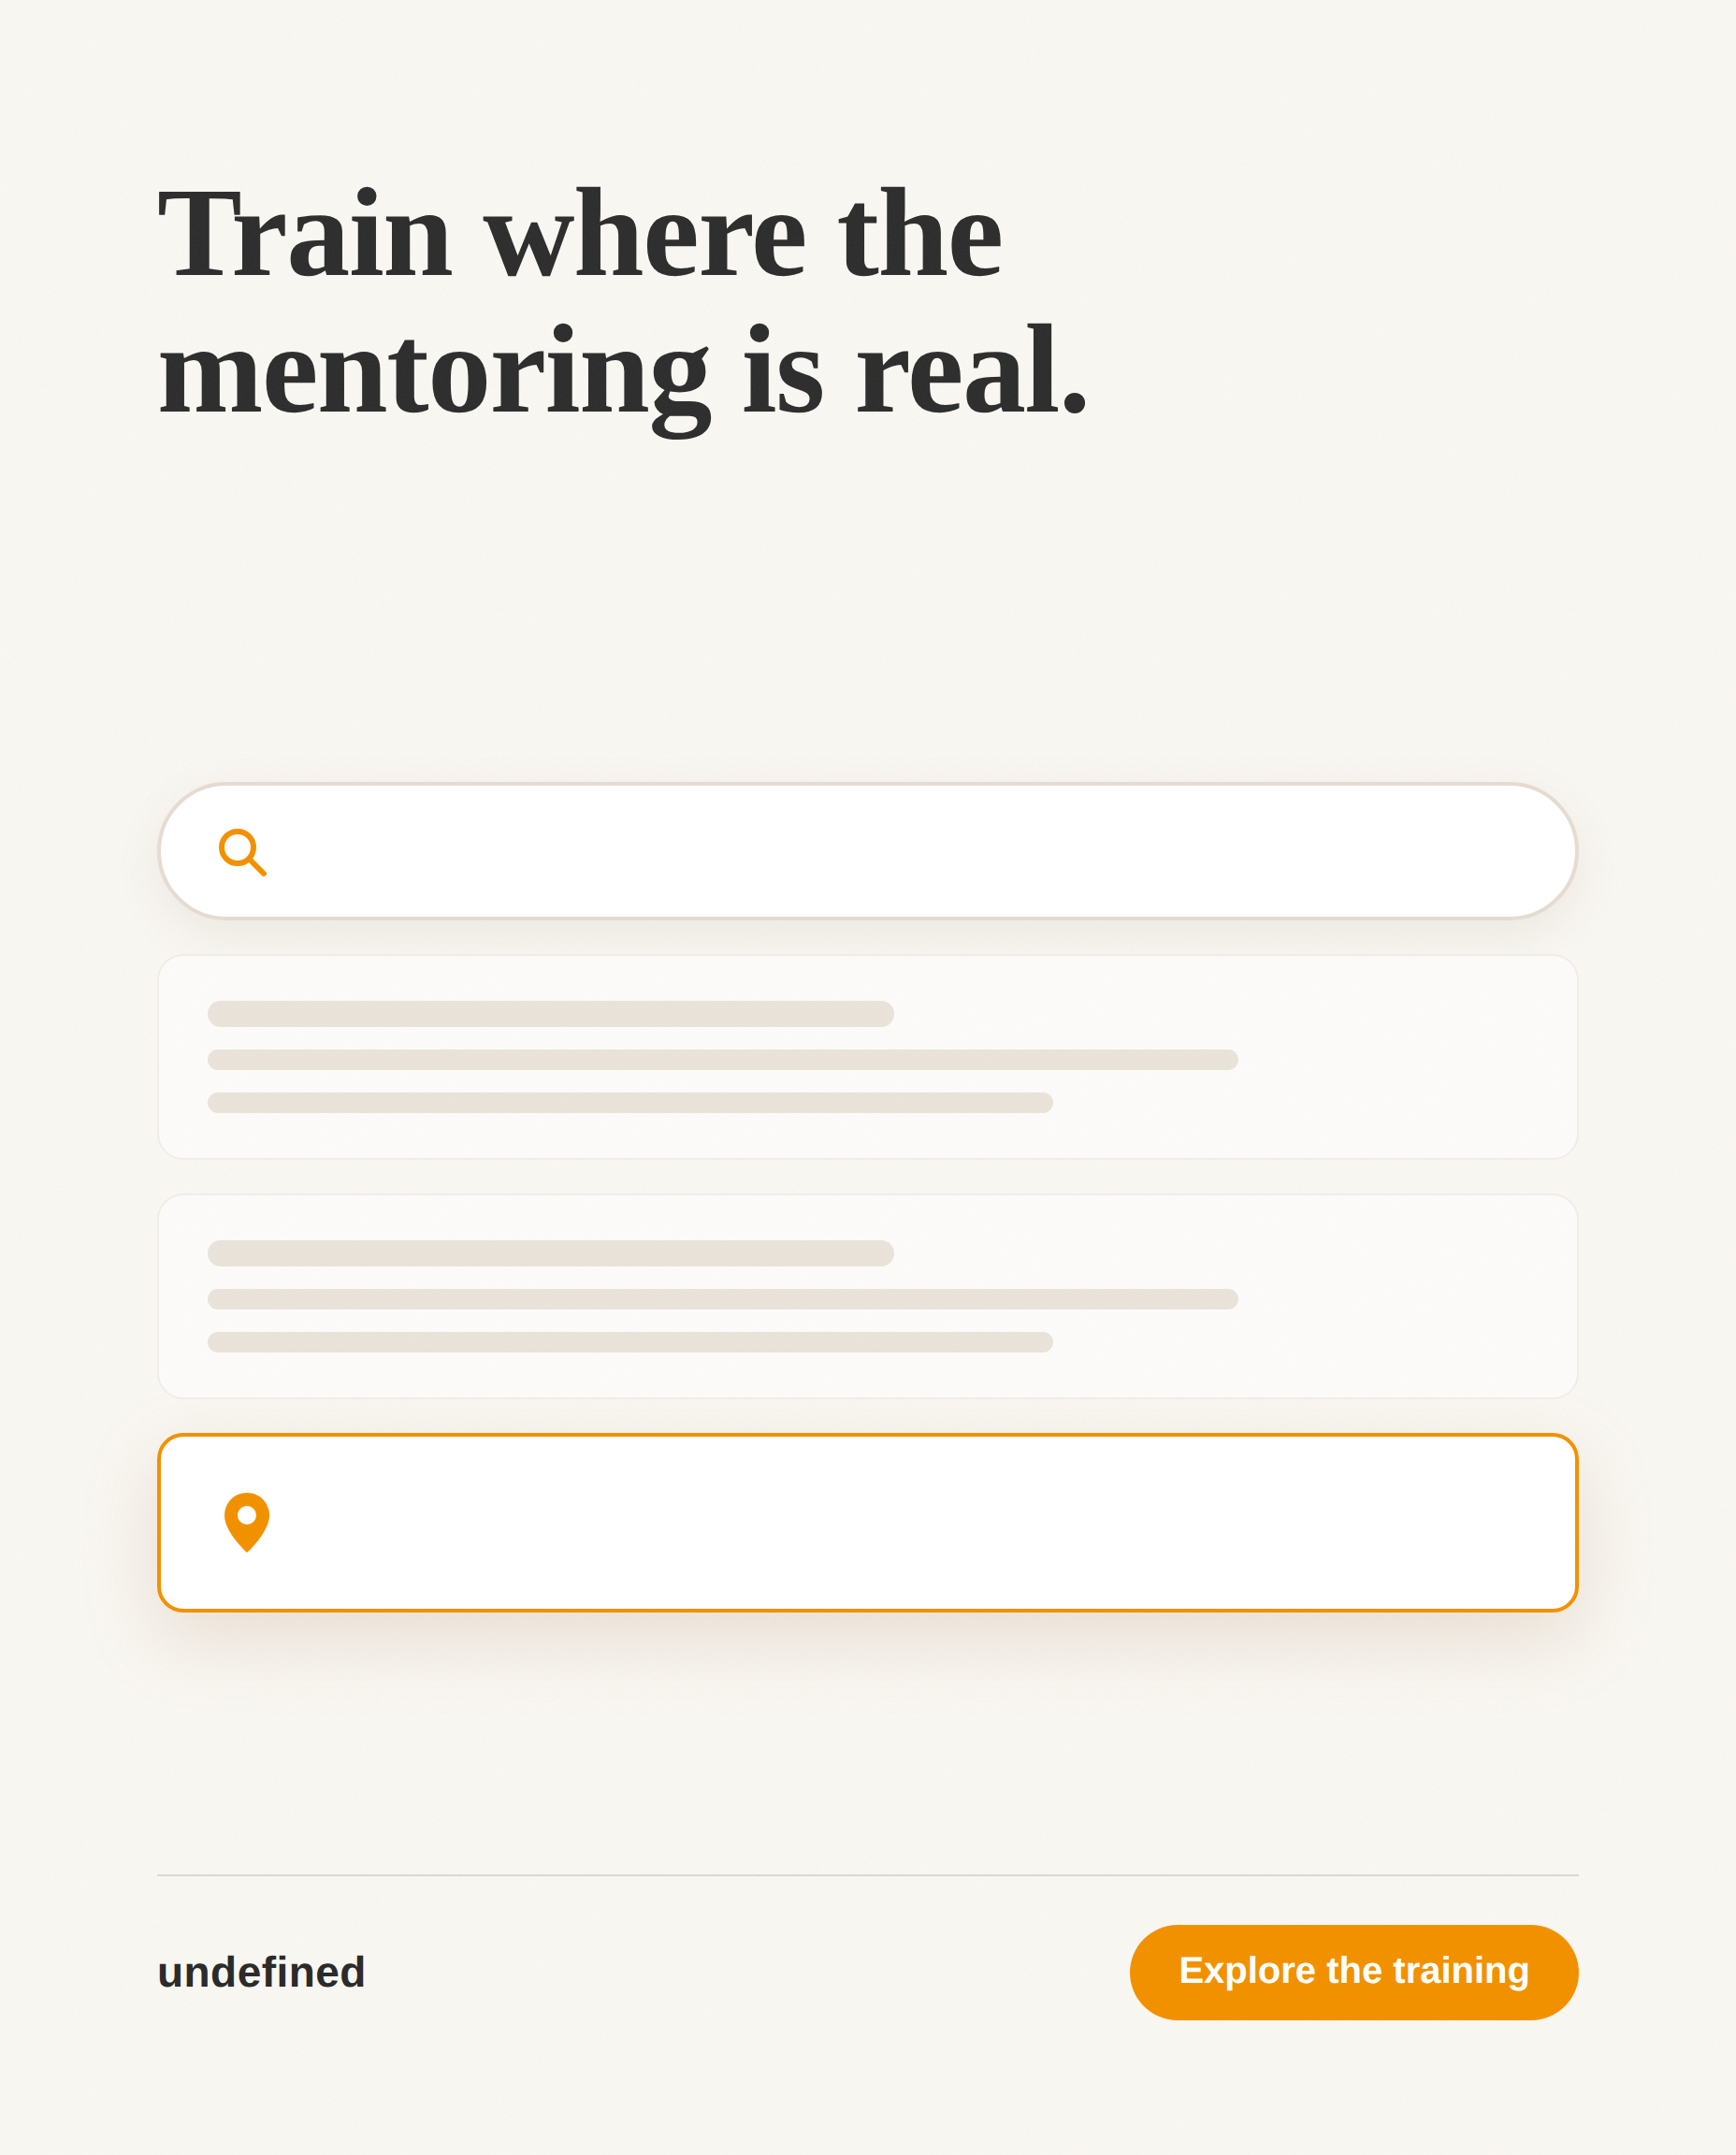 Train where the
mentoring is real.
undefined
Explore the training